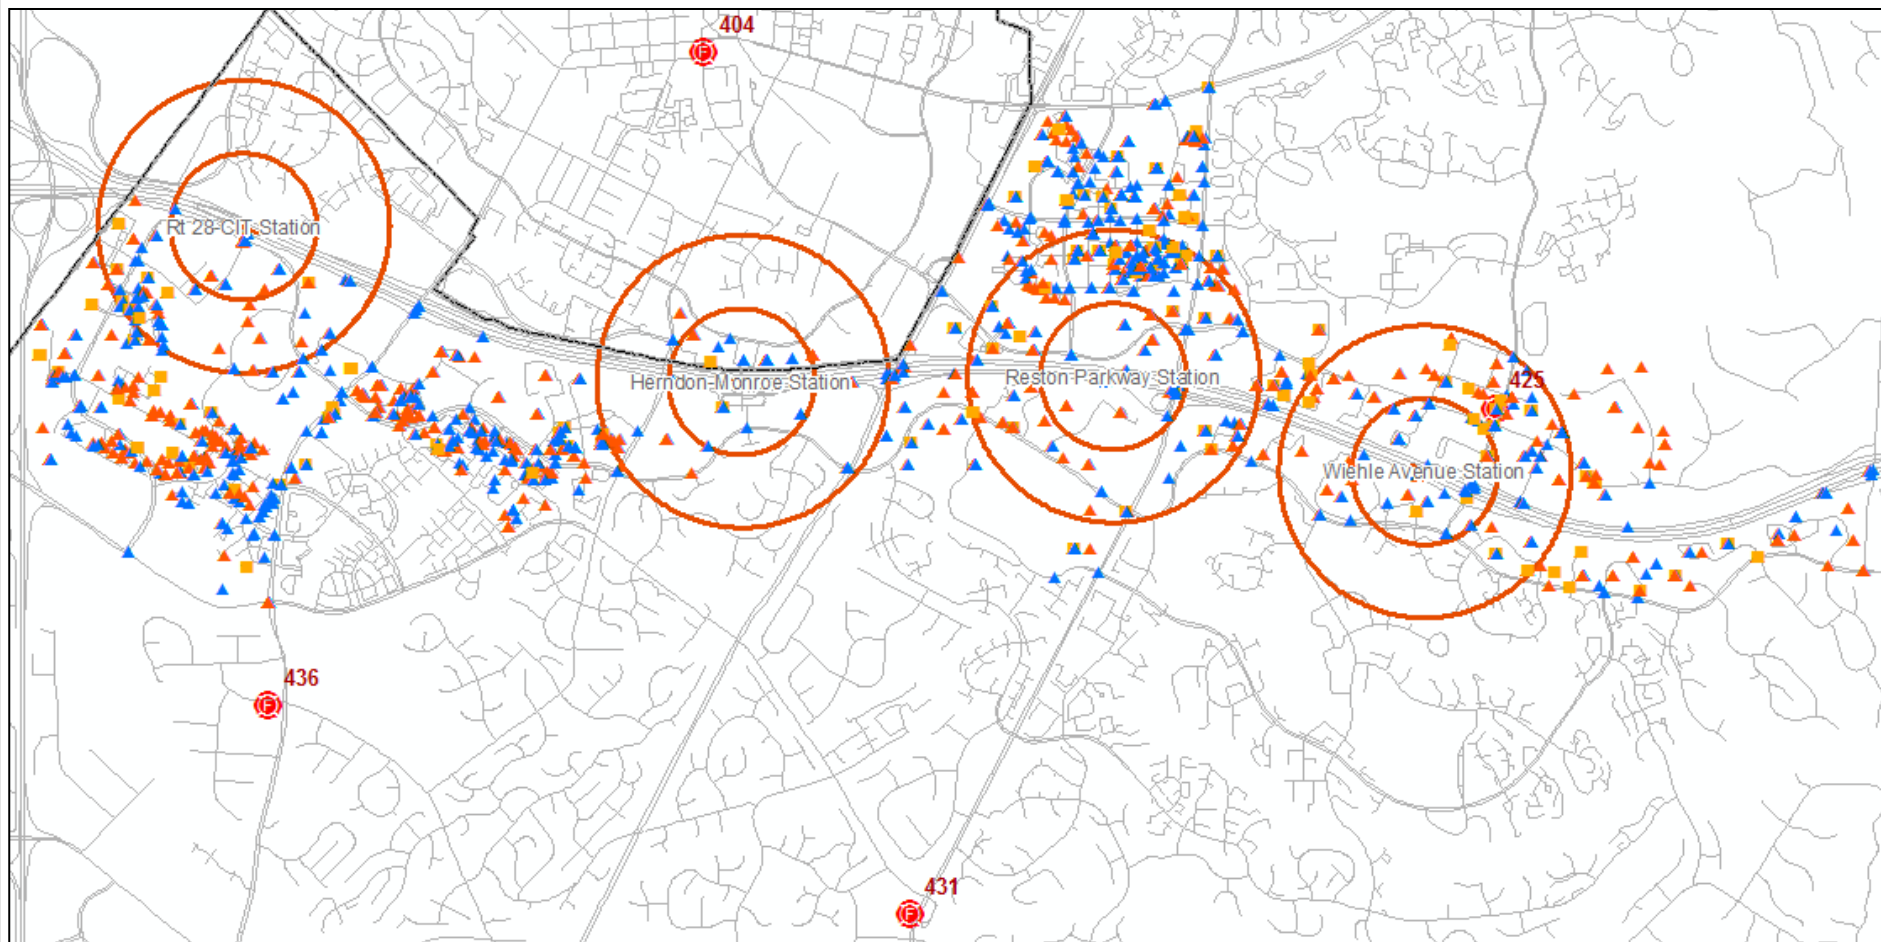 404
F
Rt 28-CIT Station
Herndon-Monroe Station
Reston Parkway Station
425
Wiehle Avenue Station
436
F
431
F